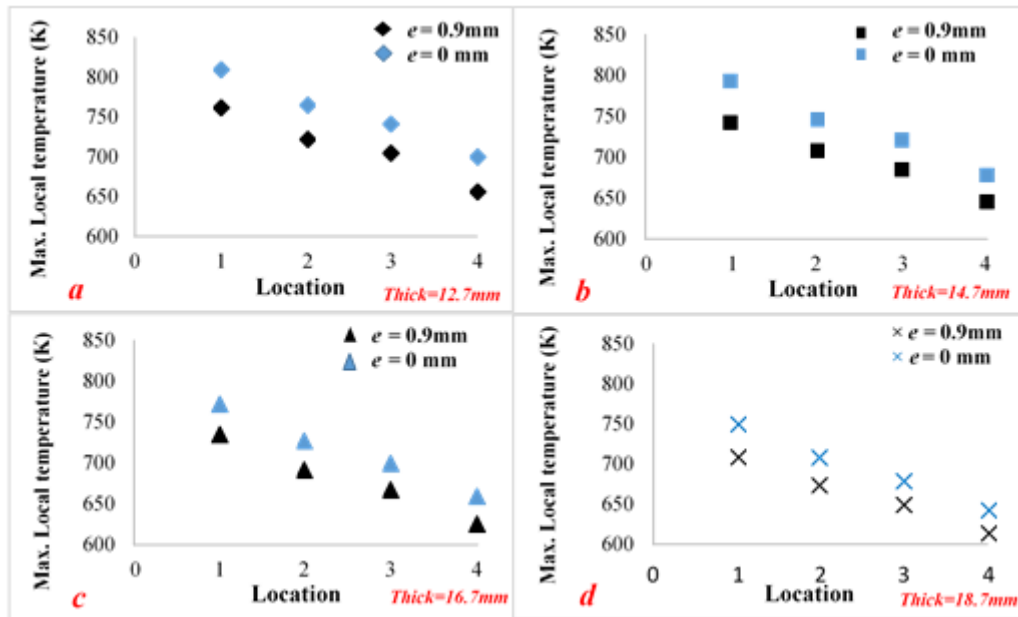 Max. Local temperature (K)
850
800
750
700
650
600
0
1
2
3
4
Location
e = 0.9mm
e = 0 mm
a
Thick=12.7mm
Max. Local temperature (K)
850
800
750
700
650
600
0
1
2
3
4
Location
e = 0.9mm
e = 0 mm
b
Thick=14.7mm
Max. Local temperature (K)
850
800
750
700
650
600
0
1
2
3
4
Location
e = 0.9mm
e = 0 mm
c
Thick=16.7mm
Max. Local temperature (K)
850
800
750
700
650
600
0
1
2
3
4
Location
e = 0.9mm
e = 0 mm
d
Thick=18.7mm